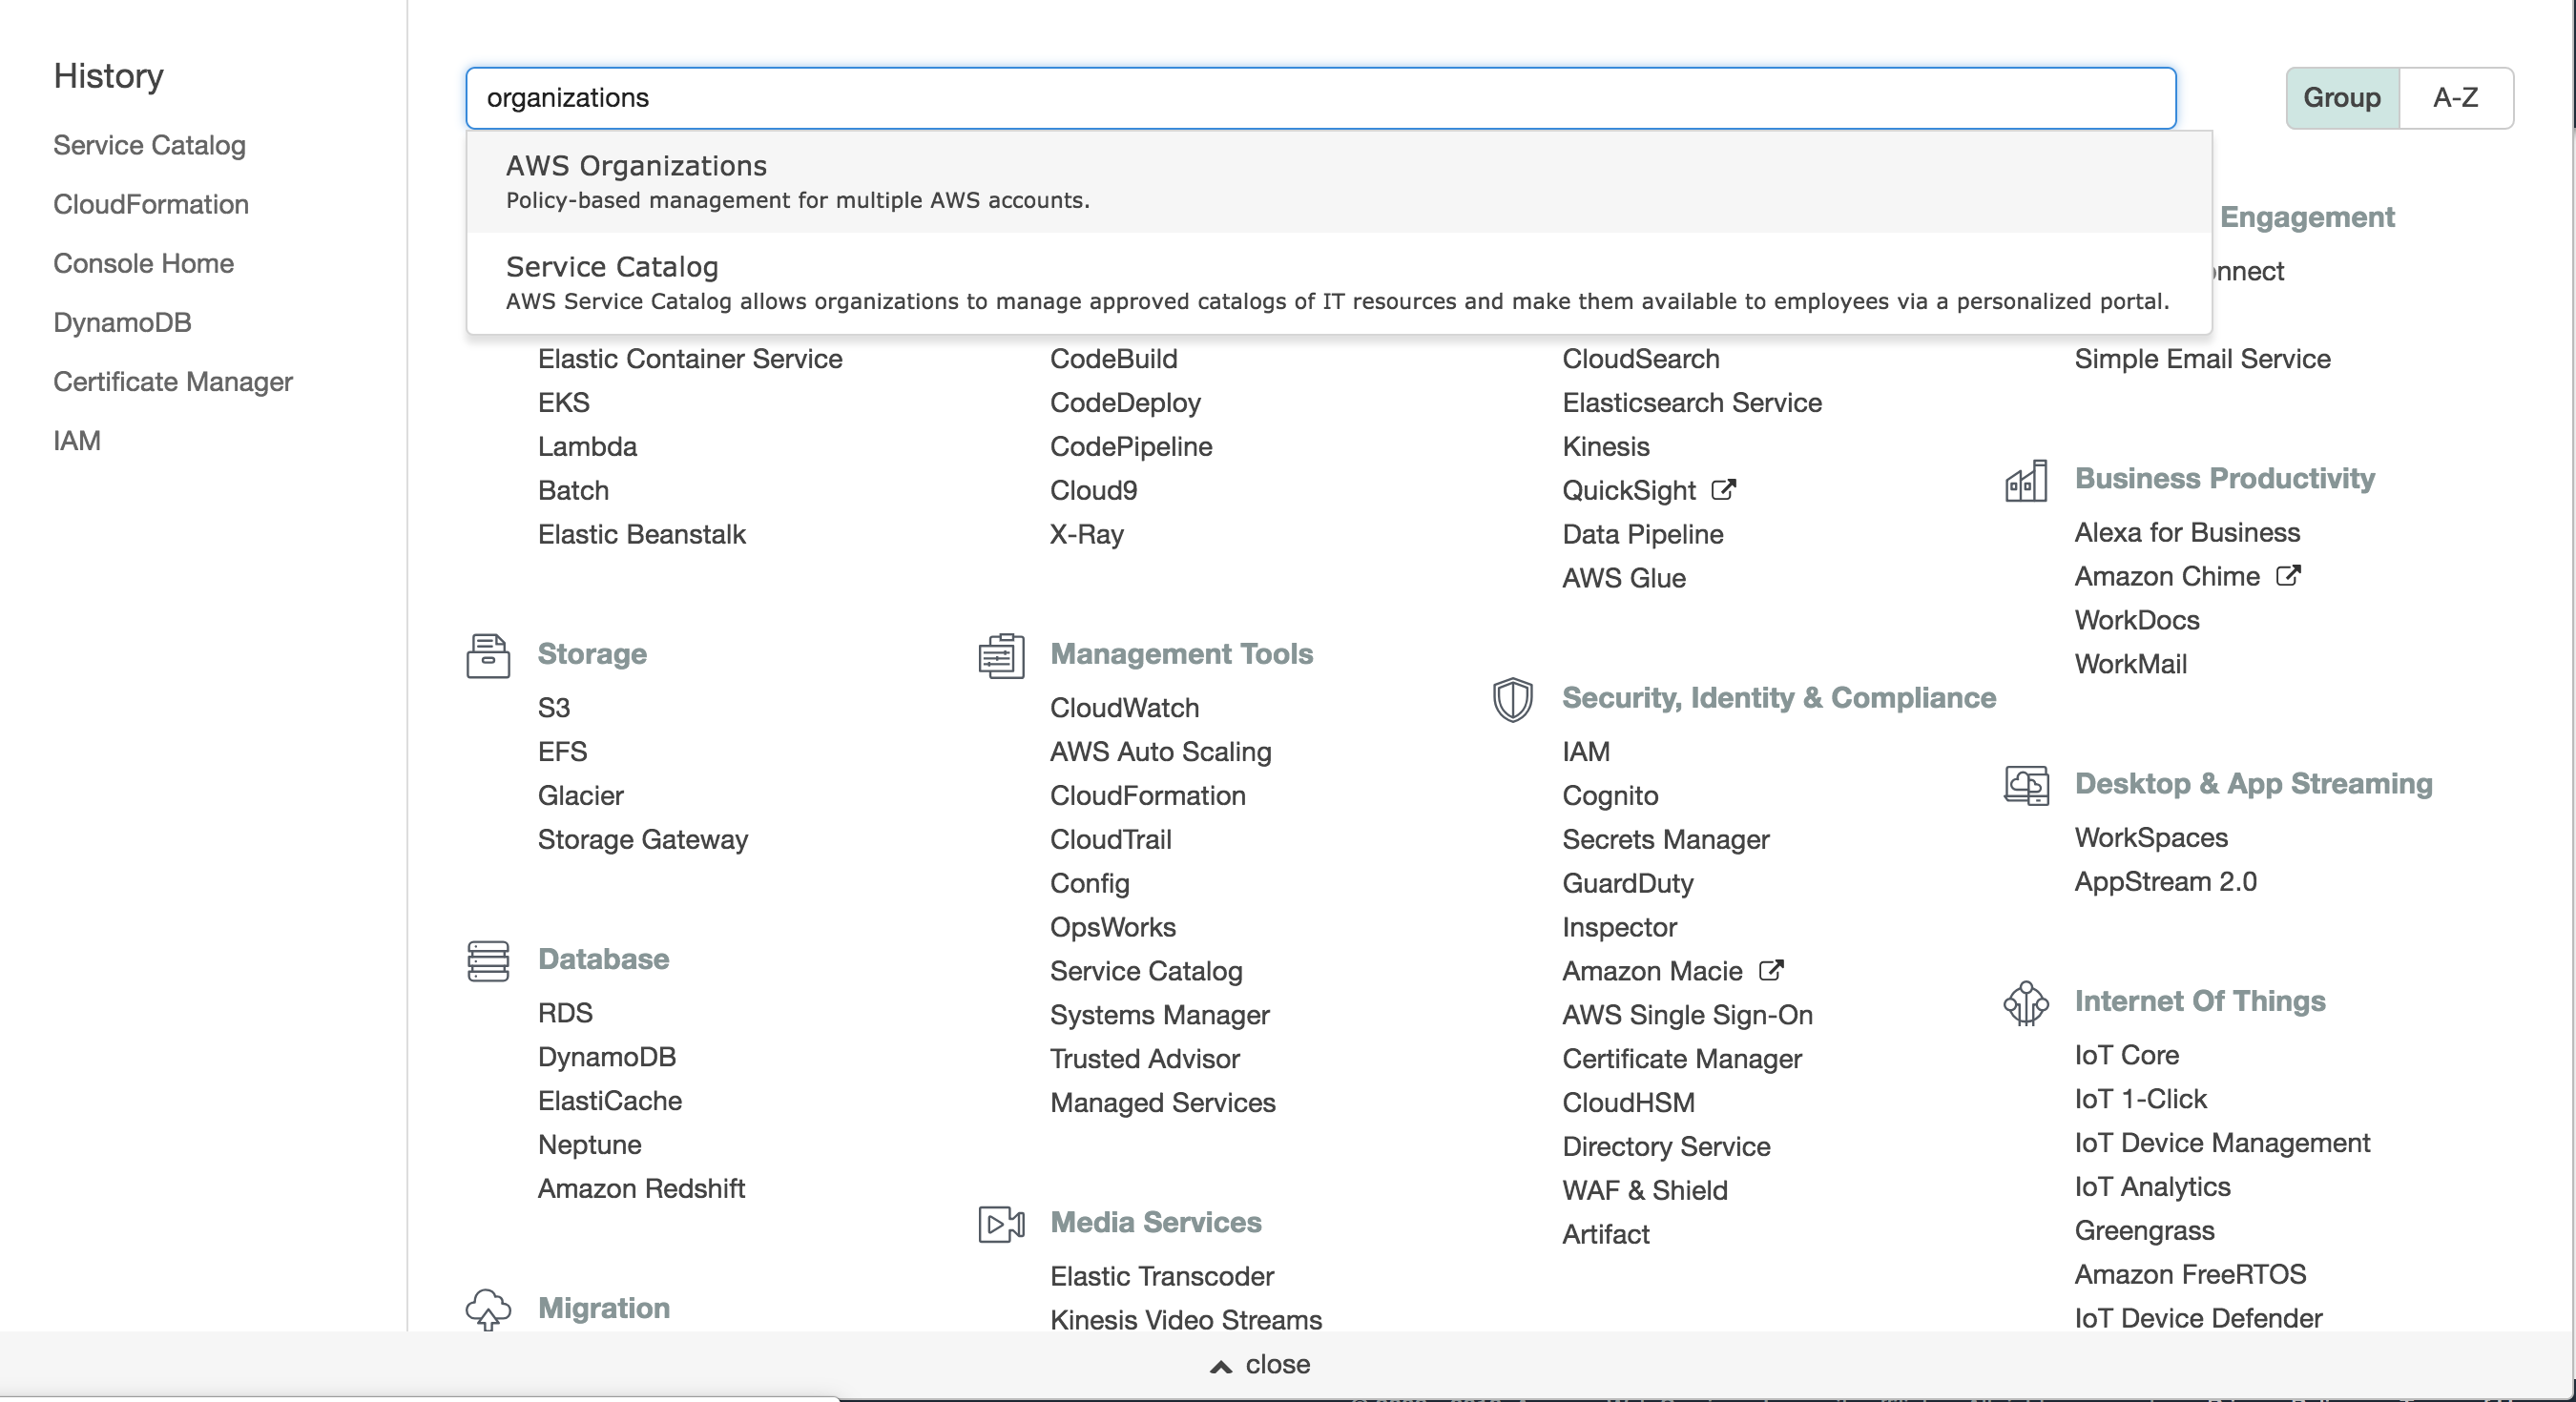 History
Service Catalog
CloudFormation
Console Home
DynamoDB
Certificate Manager
IAM
organizations
Group
A-Z
AWS Organizations
Policy-based management for multiple AWS accounts.
Service Catalog
AWS Service Catalog allows organizations to manage approved catalogs of IT resources and make them available to employees via a personalized portal.
Elastic Container Service
EKS
Lambda
Batch
Elastic Beanstalk
Storage
S3
EFS
Glacier
Storage Gateway
Database
RDS
DynamoDB
ElastiCache
Neptune
Amazon Redshift
Migration
CodeBuild
CodeDeploy
CodePipeline
Cloud9
X-Ray
Management Tools
CloudWatch
AWS Auto Scaling
CloudFormation
CloudTrail
Config
OpsWorks
Service Catalog
Systems Manager
Trusted Advisor
Managed Services
Media Services
Elastic Transcoder
Kinesis Video Streams
CloudSearch
Elasticsearch Service
Kinesis
QuickSight
Data Pipeline
AWS Glue
Security, Identity & Compliance
IAM
Cognito
Secrets Manager
GuardDuty
Inspector
Amazon Macie
AWS Single Sign-On
Certificate Manager
CloudHSM
Directory Service
WAF & Shield
Artifact
Engagement
onnect
Simple Email Service
Business Productivity
Alexa for Business
Amazon Chime
WorkDocs
WorkMail
Desktop & App Streaming
WorkSpaces
AppStream 2.0
Internet Of Things
IoT Core
IoT 1-Click
IoT Device Management
IoT Analytics
Greengrass
Amazon FreeRTOS
IoT Device Defender
close